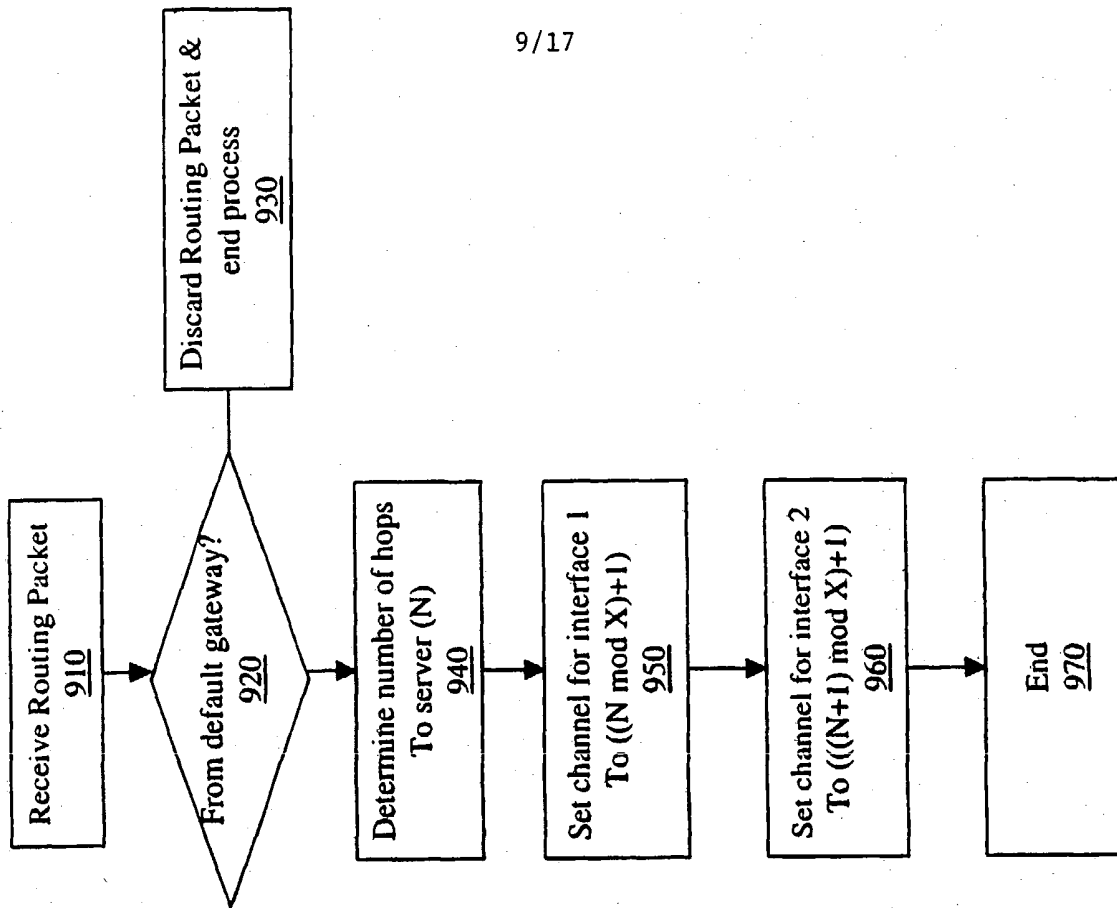 9/17
Receive Routing Packet
910
From default gateway?
920
Discard Routing Packet &
end process
930
Determine number of hops
To server (N)
940
Set channel for interface 1
To ((N mod X)+1)
950
Set channel for interface 2
To (((N+1) mod X)+1)
960
End
970